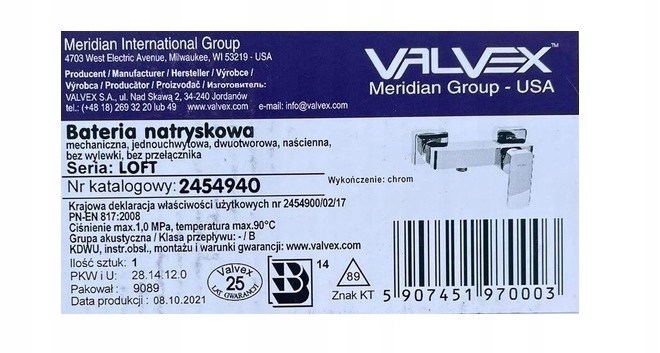 Meridian International Group
4703 West Electric Avenue, Milwaukee, WI 53219 - USA
Producent / Manufacturer / Hersteller / Výrobce /
Výrobca / Producător / Proizvođač / Изготовитель:
VALVEX S.A., ul. Nad Skawą 2, 34-240 Jordanów
tel.: (+48 18) 269 32 20 lub 49 www.valvex.com e-mail: info@valvex.com
VALVEX™
Meridian Group - USA
Bateria natryskowa
mechaniczna, jednouchwytowa, dwuotworowa, naścienna,
bez wylewki, bez przełącznika
Seria: LOFT
Nr katalogowy: 2454940
Wykończenie: chrom
Krajowa deklaracja właściwości użytkowych nr 2454900/02/17
PN-EN 817:2008
Ciśnienie max.1,0 MPa, temperatura max.90°C
Grupa akustyczna / Klasa przepływu: - / B
KDWU, instr.obsł., montażu i warunki gwarancji: www.valvex.com
Ilość sztuk: 1
PKW i U: 28.14.12.0
Pakował: 9089
Data produkcji : 08.10.2021
Valvex
25
LAT GWARANCJI
B
14
89
Znak KT
5 907451 970003